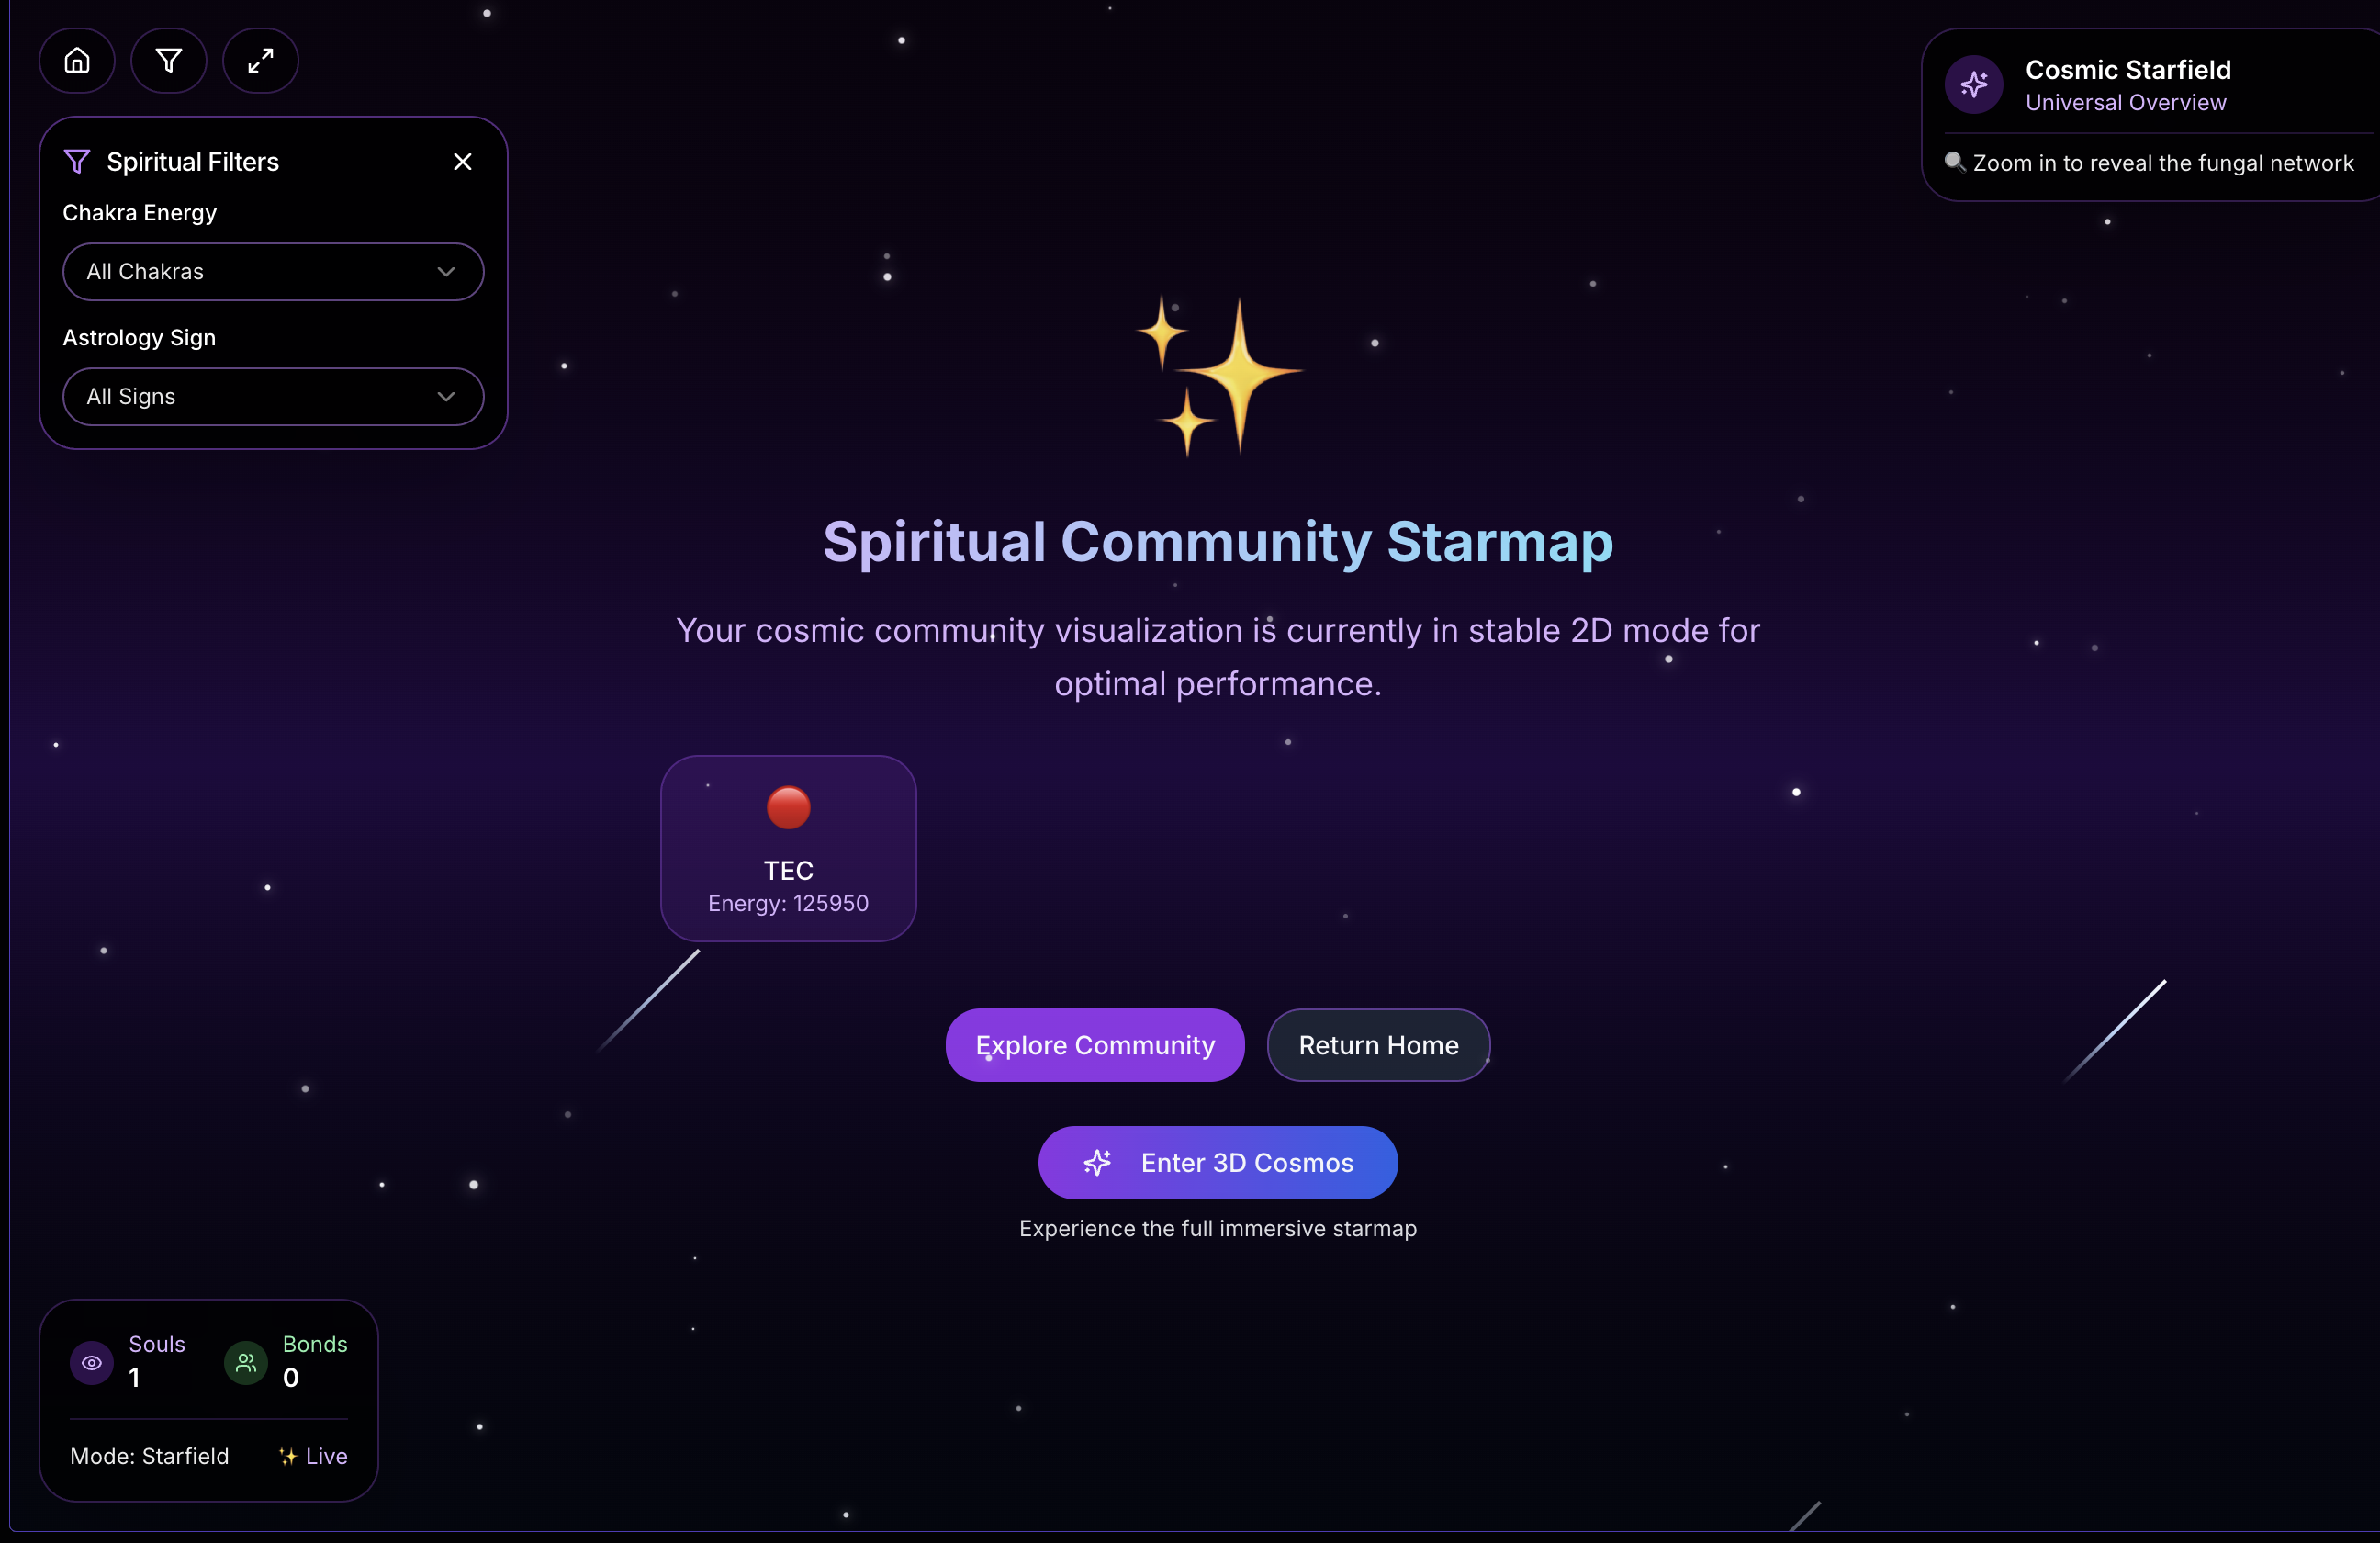 Spiritual Filters
Chakra Energy
All Chakras
Astrology Sign
All Signs
Cosmic Starfield
Universal Overview
🔍 Zoom in to reveal the fungal network
Spiritual Community Starmap
Your cosmic community visualization is currently in stable 2D mode for
optimal performance.
TEC
Energy: 125950
Explore Community
Return Home
Enter 3D Cosmos
Experience the full immersive starmap
Souls
1
Bonds
0
Mode: Starfield
✨ Live